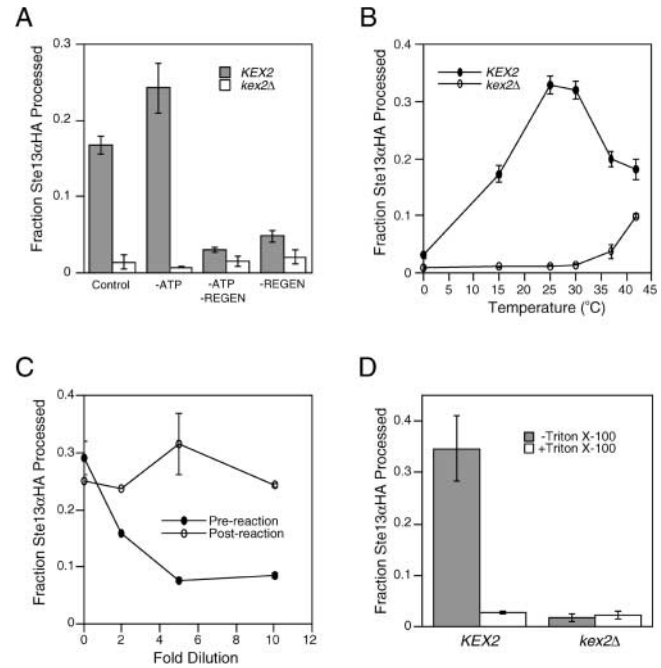 A
Fraction Ste13αHA Processed
0.3
0.2
0.1
0
KEX2
kex2Δ
Control
-ATP
-ATP
-REGEN
-REGEN
B
Fraction Ste13αHA Processed
0.4
0.3
0.2
0.1
0
KEX2
kex2Δ
0 5 10 15 20 25 30 35 40 45
Temperature (°C)
C
Fraction Ste13αHA Processed
0.4
0.3
0.2
0.1
0
Pre-reaction
Post-reaction
0 2 4 6 8 10 12
Fold Dilution
D
Fraction Ste13αHA Processed
0.4
0.3
0.2
0.1
0
-Triton X-100
+Triton X-100
KEX2 kex2Δ